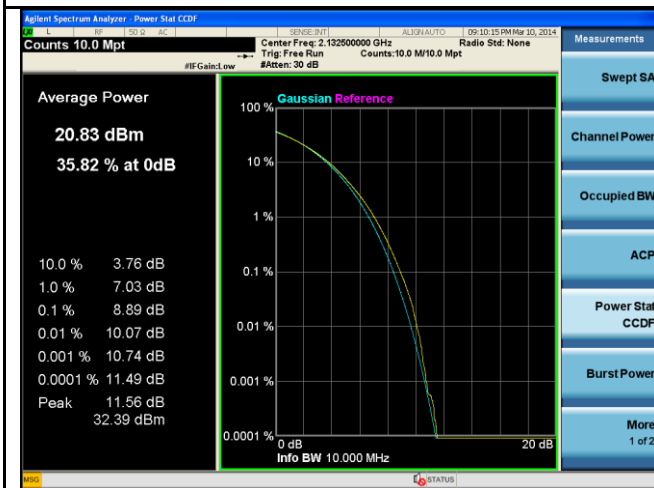 Agilent Spectrum Analyzer - Power Stat CCDF
L RF 50 Ω AC SENSE:INT ALIGN AUTO 09:10:15 PM Mar 10, 2014
Counts 10.0 Mpt
Center Freq: 2.132500000 GHz Radio Std: None
Trig: Free Run Counts:10.0 M/10.0 Mpt
#IFGain:Low #Atten: 30 dB
Measurements
Swept SA
Channel Power
Occupied BW
ACP
Power Stat
CCDF
Burst Power
More
1 of 2
Average Power
20.83 dBm
35.82 % at 0dB
10.0 % 3.76 dB
1.0 % 7.03 dB
0.1 % 8.89 dB
0.01 % 10.07 dB
0.001 % 10.74 dB
0.0001 % 11.49 dB
Peak 11.56 dB
32.39 dBm
Gaussian Reference
100 %
10 %
1 %
0.1 %
0.01 %
0.001 %
0.0001 %
0 dB 20 dB
Info BW 10.000 MHz
MSG STATUS